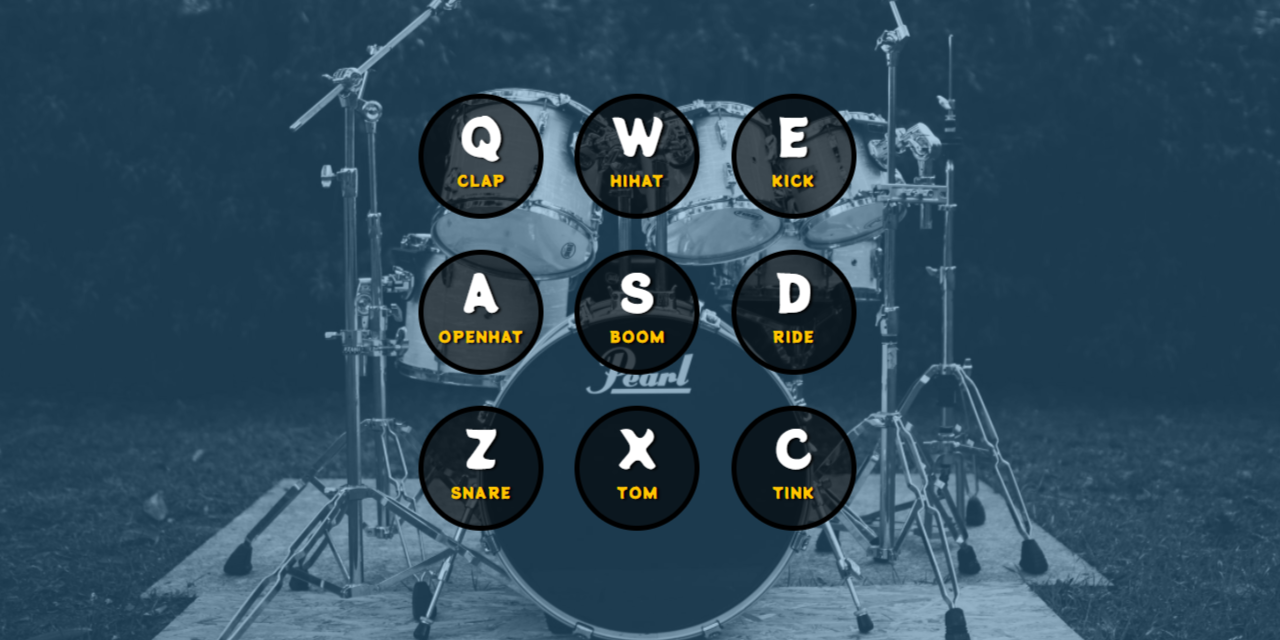 Q
CLAP
W
HIHAT
E
KICK
A
OPENHAT
S
BOOM
D
RIDE
Pearl
Z
SNARE
X
TOM
C
TINK